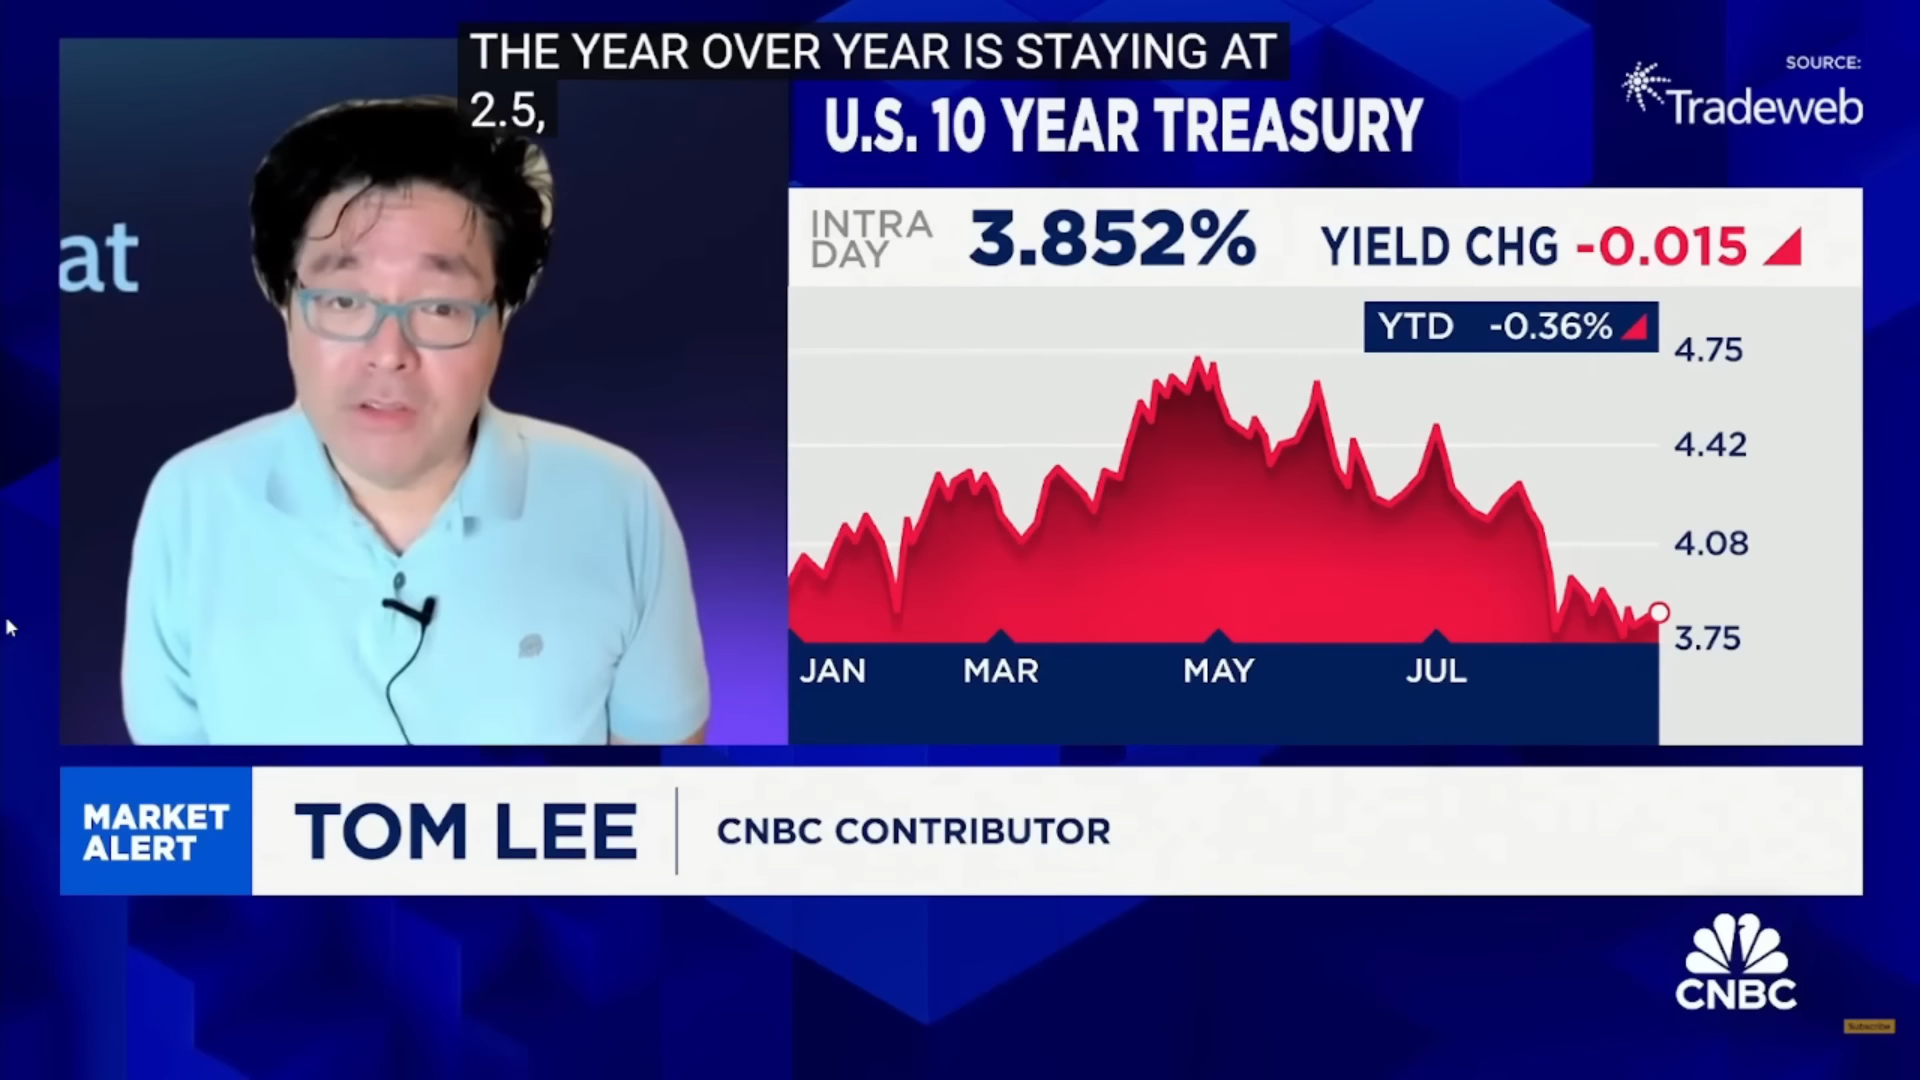 THE YEAR OVER YEAR IS STAYING AT
2.5,
at
SOURCE:
Tradeweb
U.S. 10 YEAR TREASURY
INTRA
DAY
3.852%
YIELD CHG -0.015
YTD -0.36%
4.75
4.42
4.08
3.75
JAN MAR MAY JUL
MARKET
ALERT
TOM LEE
CNBC CONTRIBUTOR
CNBC
Subscribe